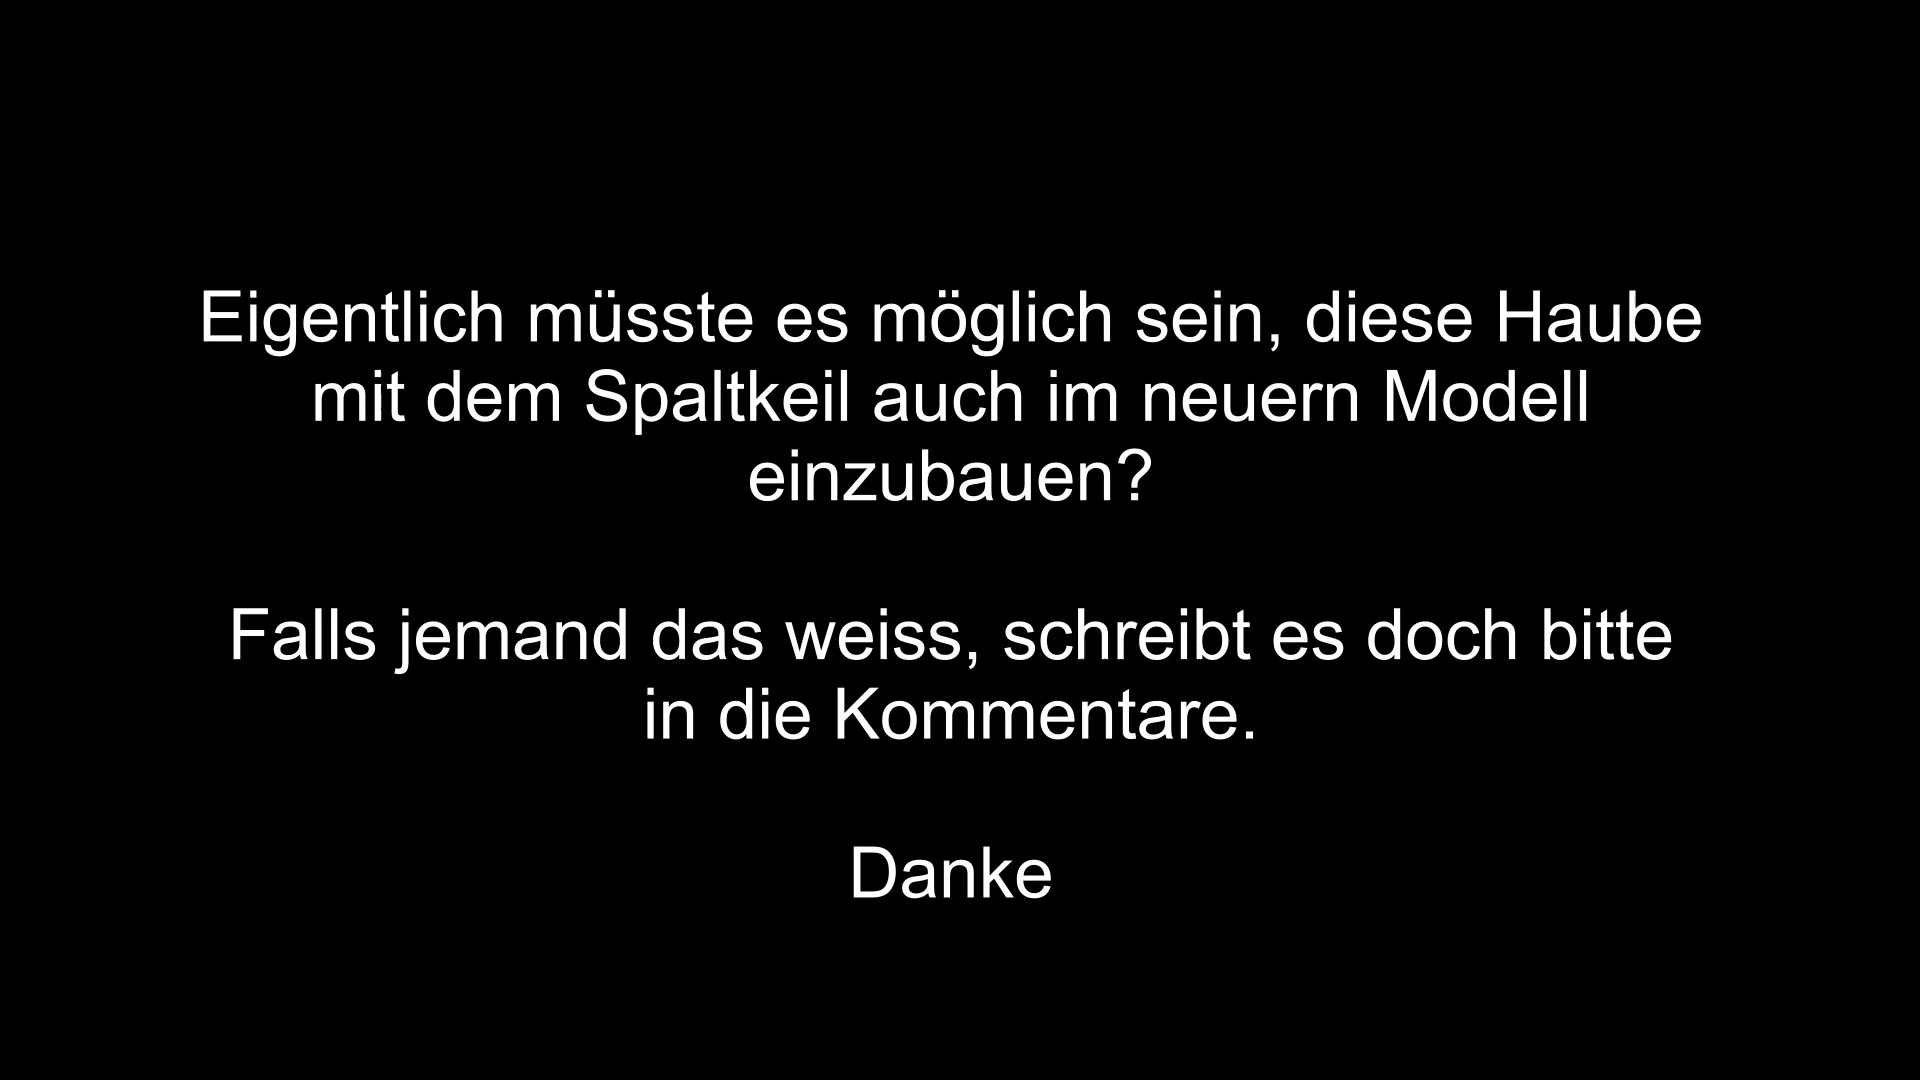 Eigentlich müsste es möglich sein, diese Haube
mit dem Spaltkeil auch im neuern Modell
einzubauen?
Falls jemand das weiss, schreibt es doch bitte
in die Kommentare.
Danke